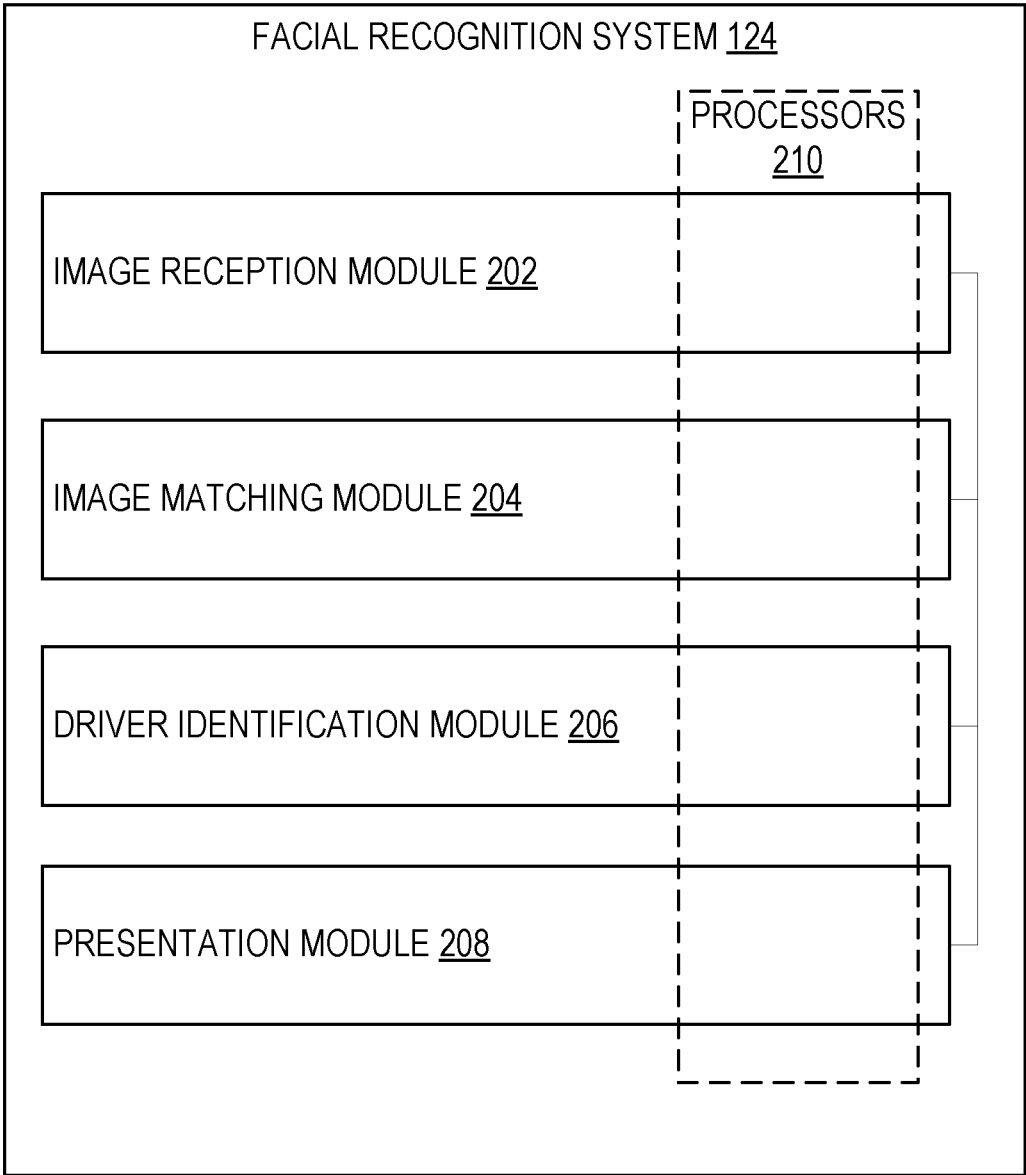 FACIAL RECOGNITION SYSTEM 124
PROCESSORS
210
IMAGE RECEPTION MODULE 202
IMAGE MATCHING MODULE 204
DRIVER IDENTIFICATION MODULE 206
PRESENTATION MODULE 208